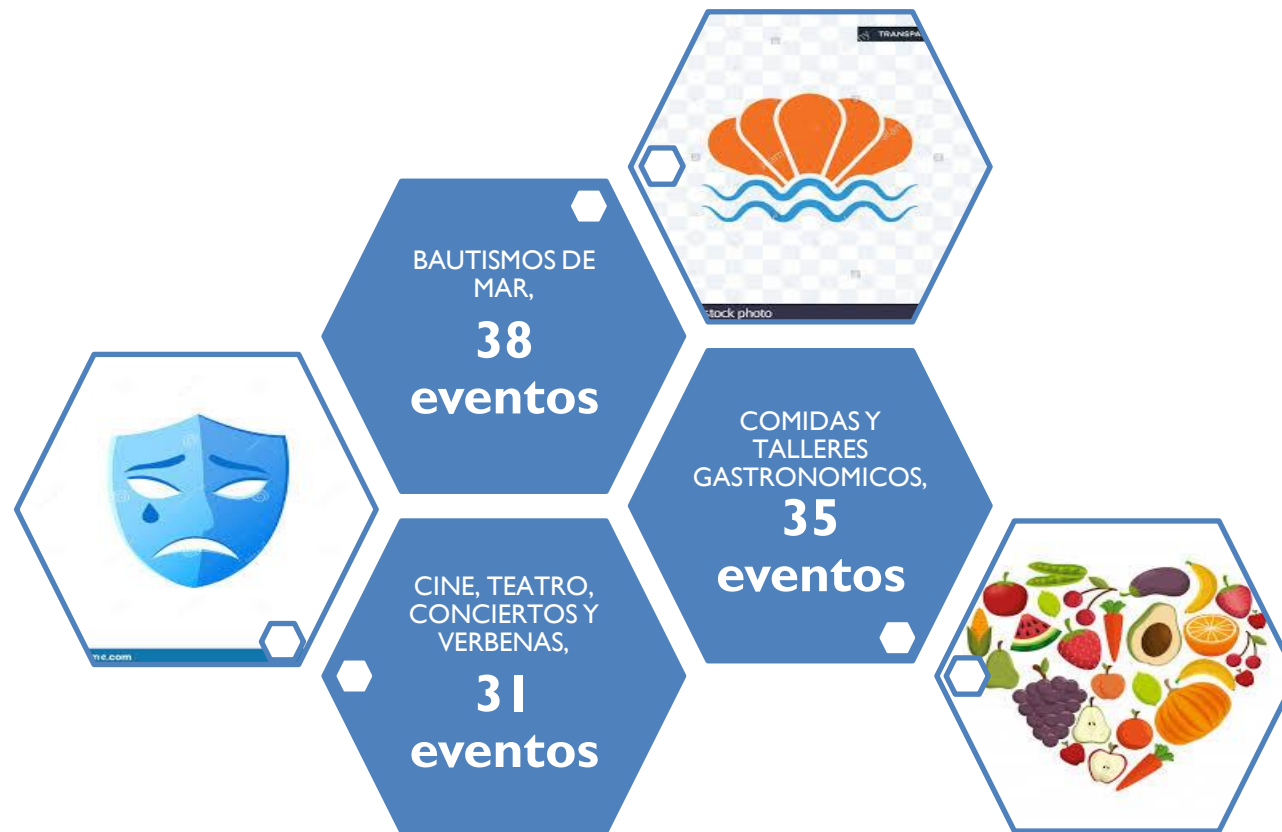 TRANSPA
BAUTISMOS DE
MAR,
38
eventos
stock photo
COMIDAS Y
TALLERES
GASTRONOMICOS,
35
eventos
CINE, TEATRO,
CONCIERTOS Y
VERBENAS,
31
eventos
me.com